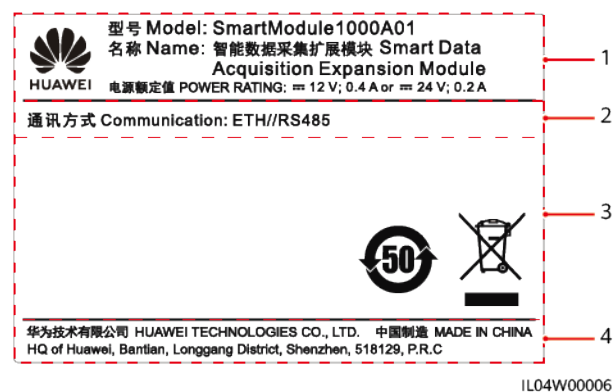 型号 Model: SmartModule1000A01
名称 Name: 智能数据采集扩展模块 Smart Data
Acquisition Expansion Module
HUAWEI
电源额定值 POWER RATING: ⎓ 12 V; 0.4 A or ⎓ 24 V; 0.2 A
1
通讯方式 Communication: ETH//RS485
2
3
50
华为技术有限公司 HUAWEI TECHNOLOGIES CO., LTD. 中国制造 MADE IN CHINA
HQ of Huawei, Bantian, Longgang District, Shenzhen, 518129, P.R.C
4
IL04W00006